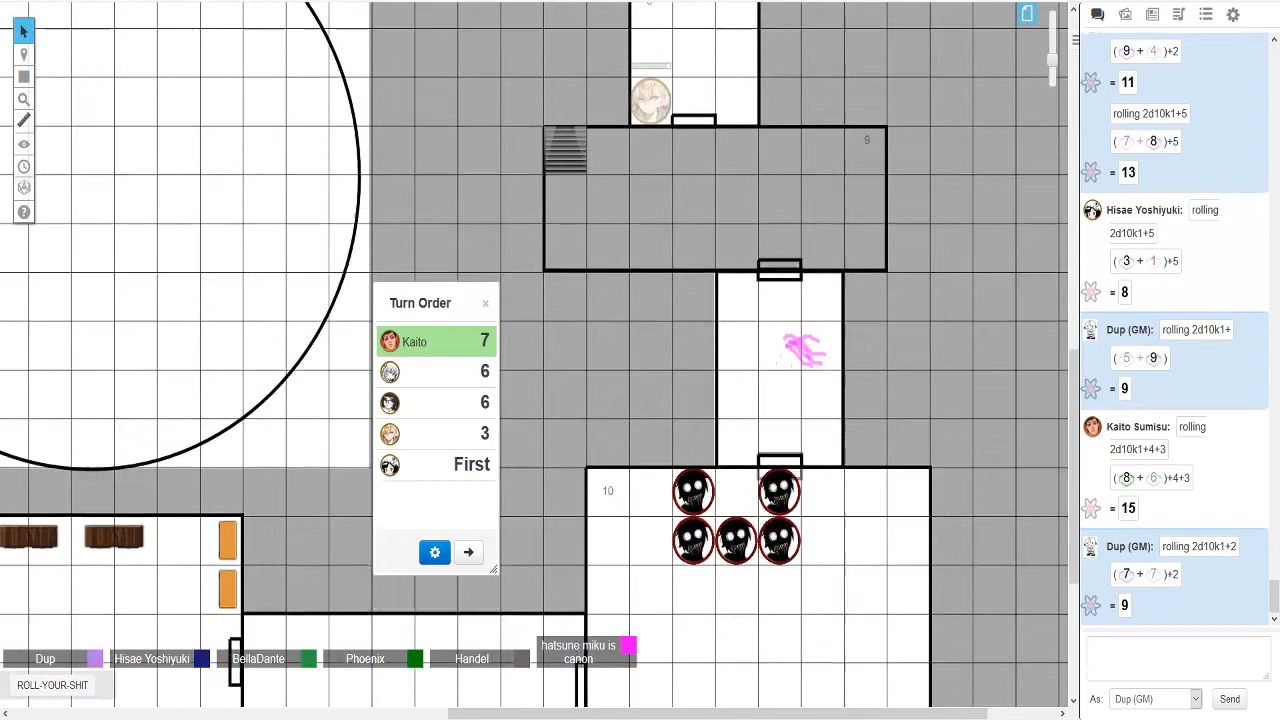 9
10
Turn Order ×
Kaito 7
6
6
3
First
Dup
Hisae Yoshiyuki
BellaDante
Phoenix
Handel
hatsune miku is
canon
ROLL-YOUR-SHIT
(9 + 4)+2
= 11
rolling 2d10k1+5
(7 + 8)+5
= 13
Hisae Yoshiyuki: rolling
2d10k1+5
(3 + 1)+5
= 8
Dup (GM): rolling 2d10k1+
(5 + 9)
= 9
Kaito Sumisu: rolling
2d10k1+4+3
(8 + 6)+4+3
= 15
Dup (GM): rolling 2d10k1+2
(7 + 7)+2
= 9
As: Dup (GM) Send